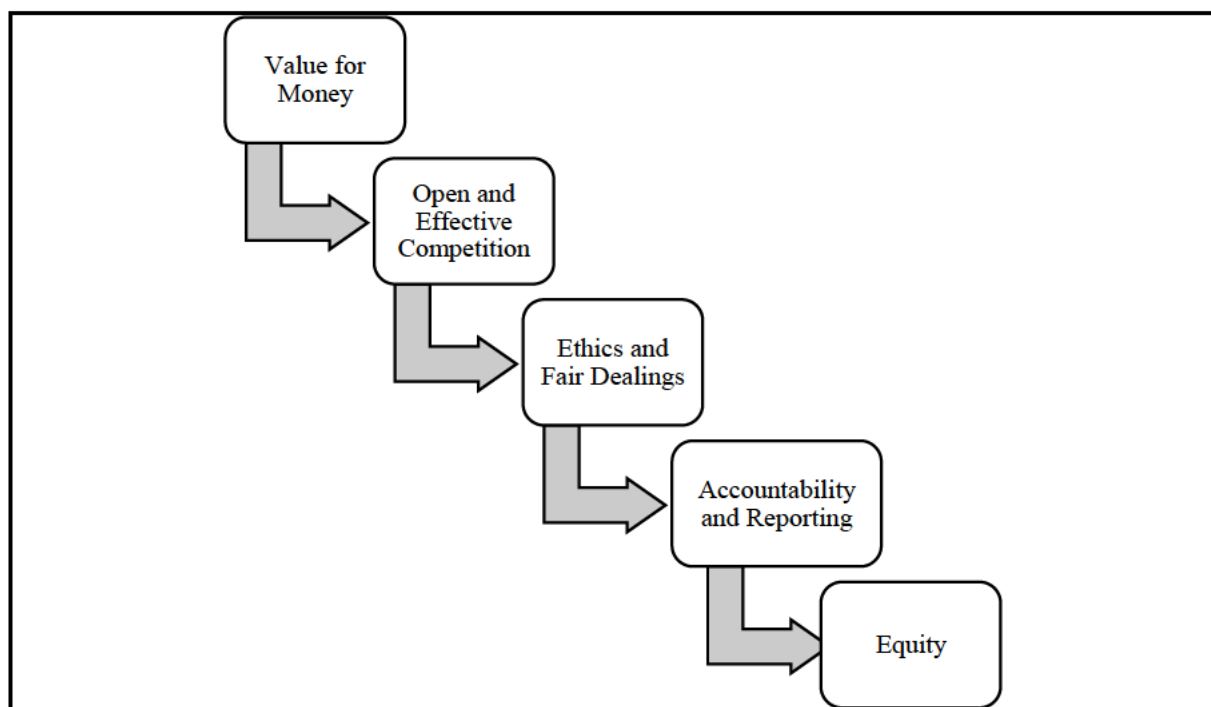 Value for
Money
Open and
Effective
Competition
Ethics and
Fair Dealings
Accountability
and Reporting
Equity